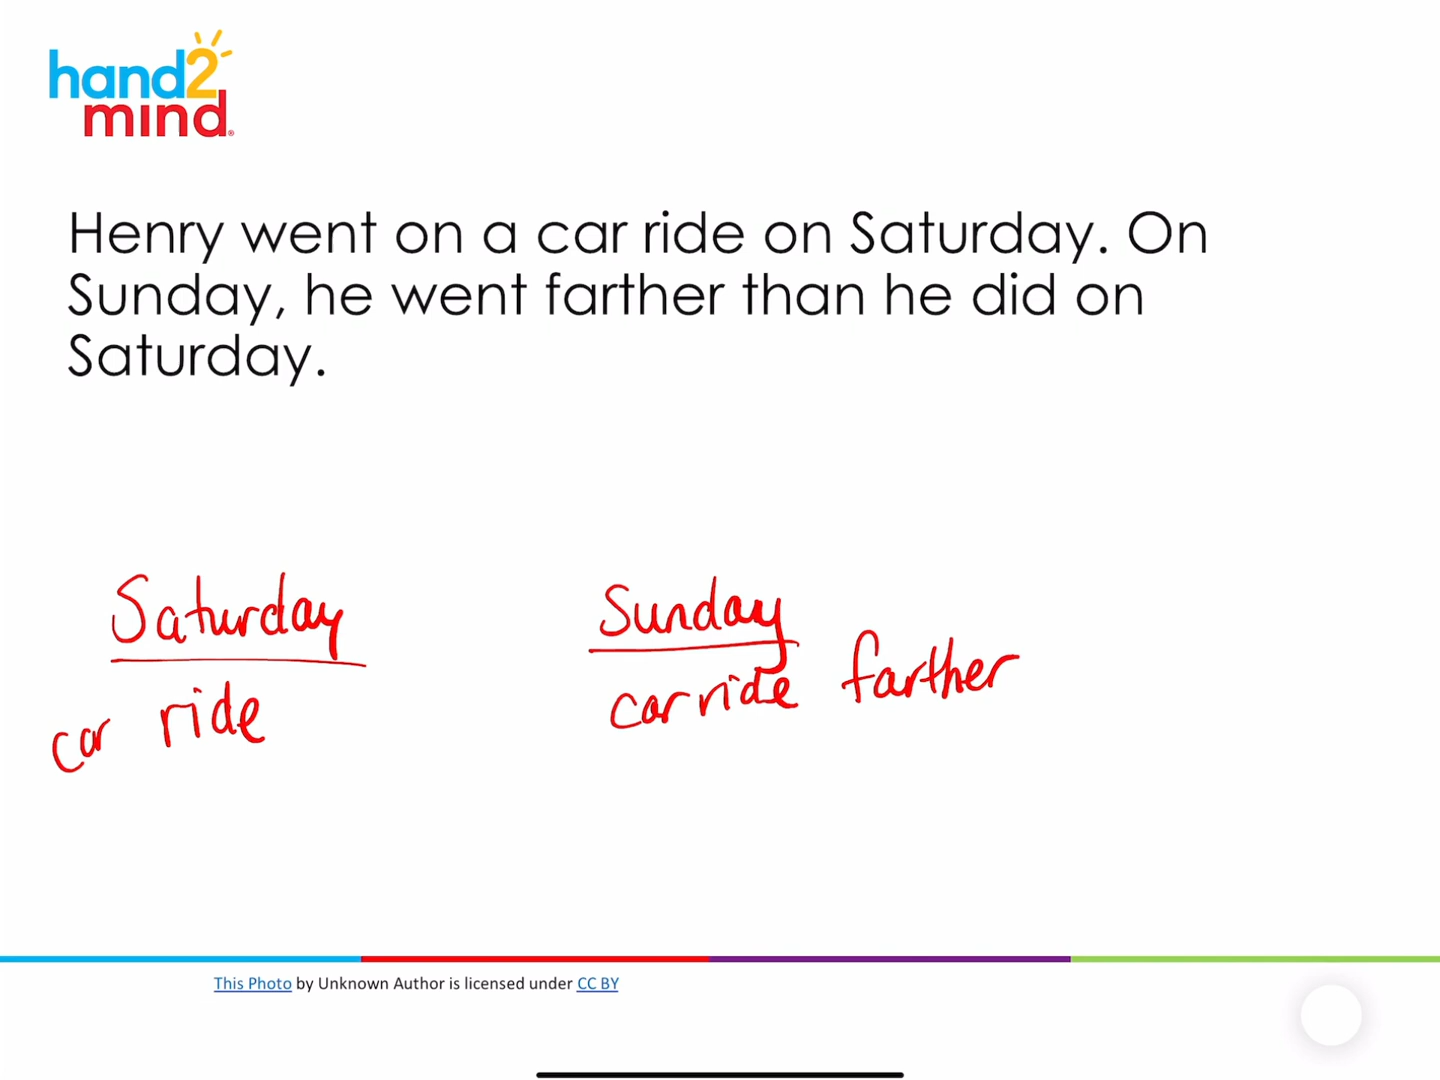 hand2
mind®
Henry went on a car ride on Saturday. On
Sunday, he went farther than he did on
Saturday.
Saturday
car ride
Sunday
car ride farther
This Photo by Unknown Author is licensed under CC BY